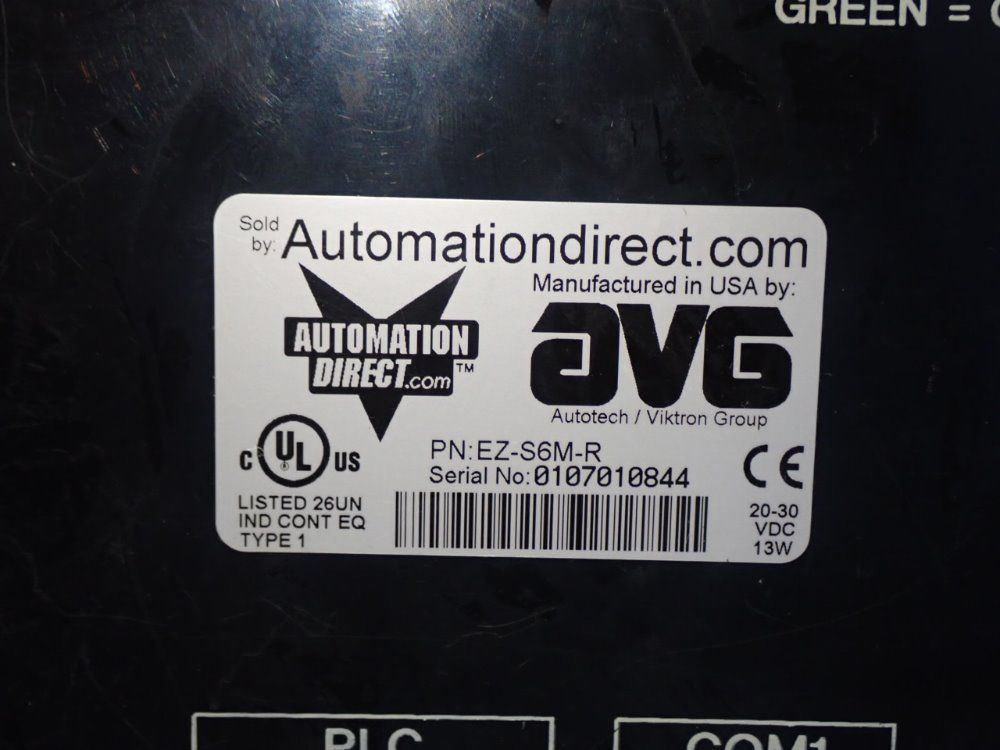 GREEN =
Sold by: Automationdirect.com
Manufactured in USA by:
AUTOMATION
DIRECT.com™
AVG
Autotech / Viktron Group
c UL US
LISTED 26UN
IND CONT EQ
TYPE 1
PN:EZ-S6M-R
Serial No:0107010844
CE
20-30
VDC
13W
PLC
COM1